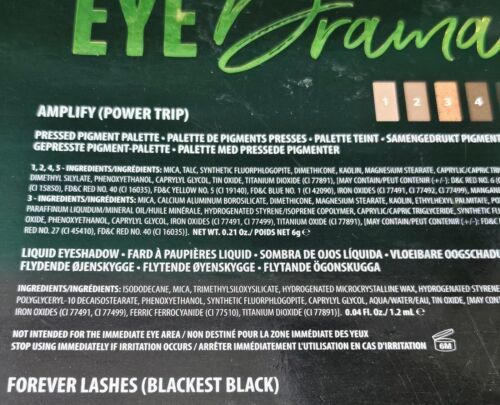 EYE Drama
1 2 3 4
AMPLIFY (POWER TRIP)
PRESSED PIGMENT PALETTE • PALETTE DE PIGMENTS PRESSES • PALETTE TEINT • SAMENGEDRUKT PIGMENT
GEPRESSTE PIGMENT-PALETTE • PALETTE MED PRESSEDE PIGMENTER
1, 2, 4, 5 - INGREDIENTS/INGRÉDIENTS: MICA, TALC, SYNTHETIC FLUORPHLOGOPITE, DIMETHICONE, KAOLIN, MAGNESIUM STEARATE, CAPRYLIC/CAPRIC
DIMETHYL SILYLATE, PHENOXYETHANOL, CAPRYLYL GLYCOL, TIN OXIDE, TITANIUM DIOXIDE (CI 77891), [MAY CONTAIN/PEUT CONTENIR (+/-): D&C RED NO. 6
(CI 15850), FD&C RED NO. 40 (CI 16035), FD&C YELLOW NO. 5 (CI 19140), FD&C BLUE NO. 1 (CI 42090), IRON OXIDES (CI 77491, CI 77492, CI 77499),
3 - INGREDIENTS/INGRÉDIENTS: MICA, CALCIUM ALUMINUM BOROSILICATE, DIMETHICONE, MAGNESIUM STEARATE, KAOLIN, ETHYLHEXYL PALMITATE,
PARAFFINUM LIQUIDUM/MINERAL OIL/HUILE MINÉRALE, HYDROGENATED STYRENE/ISOPRENE COPOLYMER, CAPRYLIC/CAPRIC TRIGLYCERIDE, SYNTHETIC
PHENOXYETHANOL, CAPRYLYL GLYCOL, IRON OXIDES (CI 77491, CI 77499), TIN OXIDE, TITANIUM DIOXIDE (CI 77891), [MAY CONTAIN/PEUT CONTENIR (+/-):
RED NO. 27 (CI 45410), FD&C RED NO. 40 (CI 16035)]. NET WT. 0.21 Oz./ POIDS NET 6g ℮
LIQUID EYESHADOW • FARD À PAUPIÈRES LIQUID • SOMBRA DE OJOS LÍQUIDA • VLOEIBARE OOGSCHADUW
FLYDENDE ØJENSKYGGE • FLYTENDE ØYENSKYGGE • FLYTANDE ÖGONSKUGGA
INGREDIENTS/INGRÉDIENTS: ISODODECANE, MICA, TRIMETHYLSILOXYSILICATE, HYDROGENATED MICROCRYSTALLINE WAX, HYDROGENATED STYRENE
POLYGLYCERYL-10 DECAISOSTEARATE, PHENOXYETHANOL, SYNTHETIC FLUORPHLOGOPITE, CAPRYLYL GLYCOL, AQUA/WATER/EAU, TIN OXIDE, [MAY
IRON OXIDES (CI 77491, CI 77499), FERRIC FERROCYANIDE (CI 77510), TITANIUM DIOXIDE (CI 77891)]. 0.04 Fl. Oz./ 1.2 mL ℮
NOT INTENDED FOR THE IMMEDIATE EYE AREA / NON DESTINÉ POUR LA ZONE IMMÉDIATE DES YEUX
STOP USING IMMEDIATELY IF IRRITATION OCCURS / ARRÊTER IMMÉDIATEMENT L'UTILISATION EN CAS D'IRRITATION
6M
FOREVER LASHES (BLACKEST BLACK)